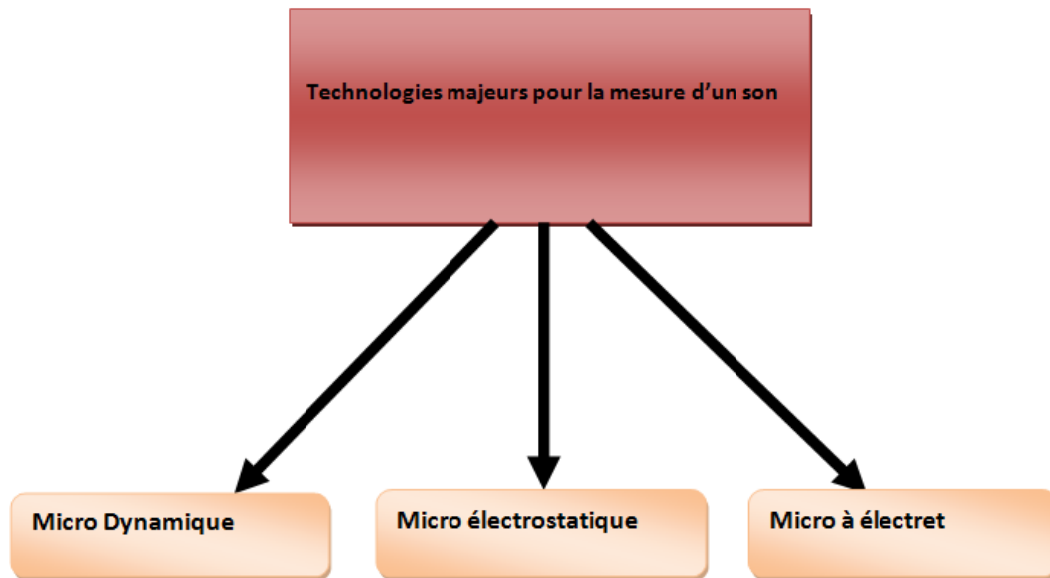 Technologies majeurs pour la mesure d’un son
Micro Dynamique
Micro électrostatique
Micro à électret